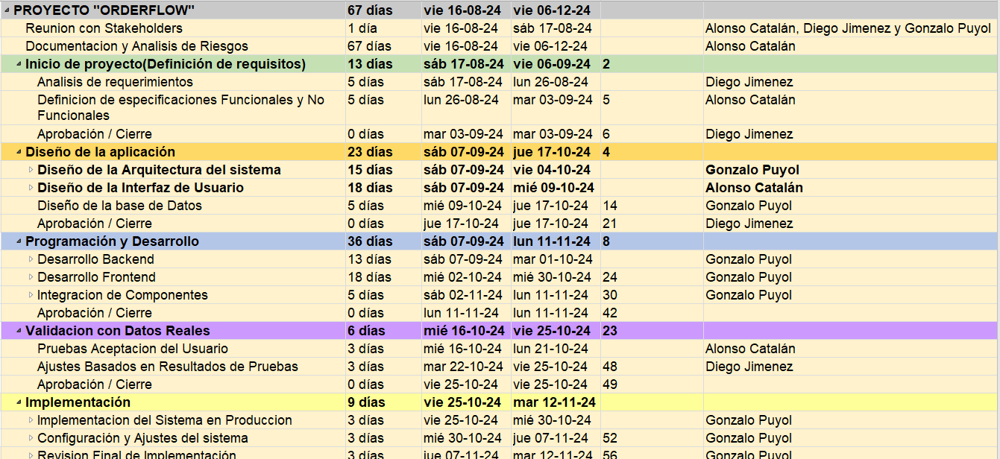 PROYECTO "ORDERFLOW" 67 días vie 16-08-24 vie 06-12-24
Reunion con Stakeholders 1 día vie 16-08-24 sáb 17-08-24 Alonso Catalán, Diego Jimenez y Gonzalo Puyol
Documentacion y Analisis de Riesgos 67 días vie 16-08-24 vie 06-12-24 Alonso Catalán
Inicio de proyecto(Definición de requisitos) 13 días sáb 17-08-24 vie 06-09-24 2
Analisis de requerimientos 5 días sáb 17-08-24 lun 26-08-24 Diego Jimenez
Definicion de especificaciones Funcionales y No 5 días lun 26-08-24 mar 03-09-24 5 Alonso Catalán
Funcionales
Aprobación / Cierre 0 días mar 03-09-24 mar 03-09-24 6 Diego Jimenez
Diseño de la aplicación 23 días sáb 07-09-24 jue 17-10-24 4
Diseño de la Arquitectura del sistema 15 días sáb 07-09-24 vie 04-10-24 Gonzalo Puyol
Diseño de la Interfaz de Usuario 18 días sáb 07-09-24 mié 09-10-24 Alonso Catalán
Diseño de la base de Datos 5 días mié 09-10-24 jue 17-10-24 14 Gonzalo Puyol
Aprobación / Cierre 0 días jue 17-10-24 jue 17-10-24 21 Diego Jimenez
Programación y Desarrollo 36 días sáb 07-09-24 lun 11-11-24 8
Desarrollo Backend 13 días sáb 07-09-24 mar 01-10-24 Gonzalo Puyol
Desarrollo Frontend 18 días mié 02-10-24 mié 30-10-24 24 Gonzalo Puyol
Integracion de Componentes 5 días sáb 02-11-24 lun 11-11-24 30 Gonzalo Puyol
Aprobación / Cierre 0 días lun 11-11-24 lun 11-11-24 42
Validacion con Datos Reales 6 días mié 16-10-24 vie 25-10-24 23
Pruebas Aceptacion del Usuario 3 días mié 16-10-24 lun 21-10-24 Alonso Catalán
Ajustes Basados en Resultados de Pruebas 3 días mar 22-10-24 vie 25-10-24 48 Diego Jimenez
Aprobación / Cierre 0 días vie 25-10-24 vie 25-10-24 49
Implementación 9 días vie 25-10-24 mar 12-11-24
Implementacion del Sistema en Produccion 3 días vie 25-10-24 mié 30-10-24 Gonzalo Puyol
Configuración y Ajustes del sistema 3 días mié 30-10-24 jue 07-11-24 52 Gonzalo Puyol
Revision Final de Implementación 3 días jue 07-11-24 mar 12-11-24 56 Gonzalo Puyol